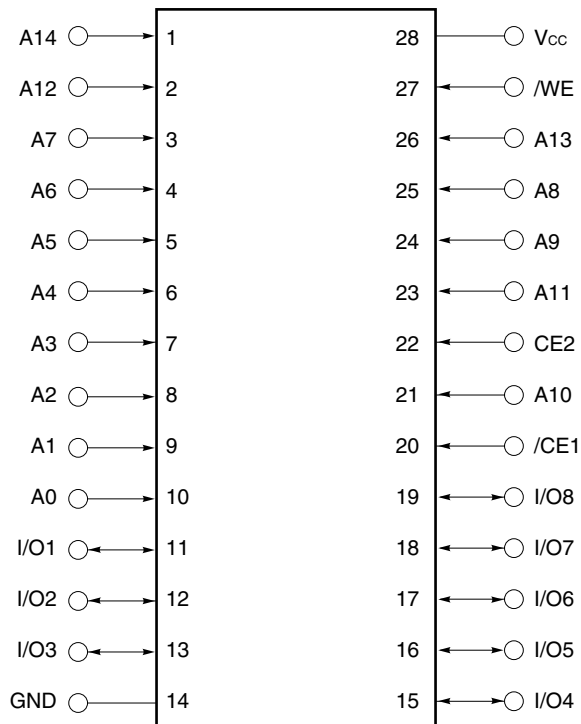 A14 1 28 Vcc
A12 2 27 /WE
A7 3 26 A13
A6 4 25 A8
A5 5 24 A9
A4 6 23 A11
A3 7 22 CE2
A2 8 21 A10
A1 9 20 /CE1
A0 10 19 I/O8
I/O1 11 18 I/O7
I/O2 12 17 I/O6
I/O3 13 16 I/O5
GND 14 15 I/O4